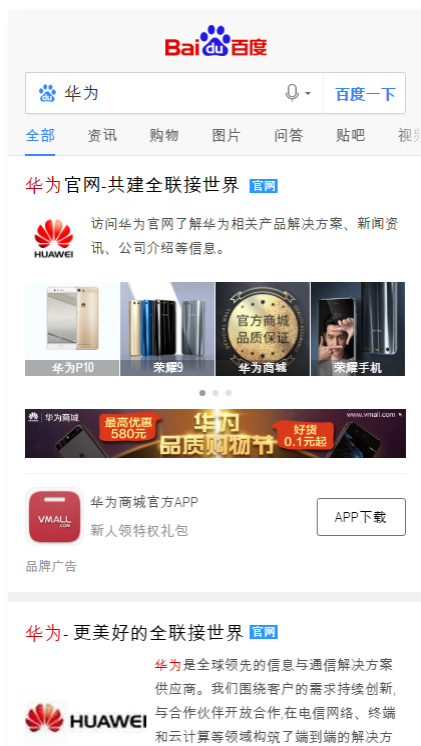 Bai du 百度
华为
百度一下
全部 资讯 购物 图片 问答 贴吧 视频
华为官网-共建全联接世界 官网
访问华为官网了解华为相关产品解决方案、新闻资
讯、公司介绍等信息。
HUAWEI
官方商城
品质保证
华为P10 荣耀9 华为商城 荣耀手机
华为商城
www.vmall.com
最高优惠
580元
华为
品质购物节
好货
0.1元起
VMALL
.COM
华为商城官方APP
新人领特权礼包
APP下载
品牌广告
华为- 更美好的全联接世界 官网
华为是全球领先的信息与通信解决方案
供应商。我们围绕客户的需求持续创新,
与合作伙伴开放合作,在电信网络、终端
和云计算等领域构筑了端到端的解决方
HUAWEI